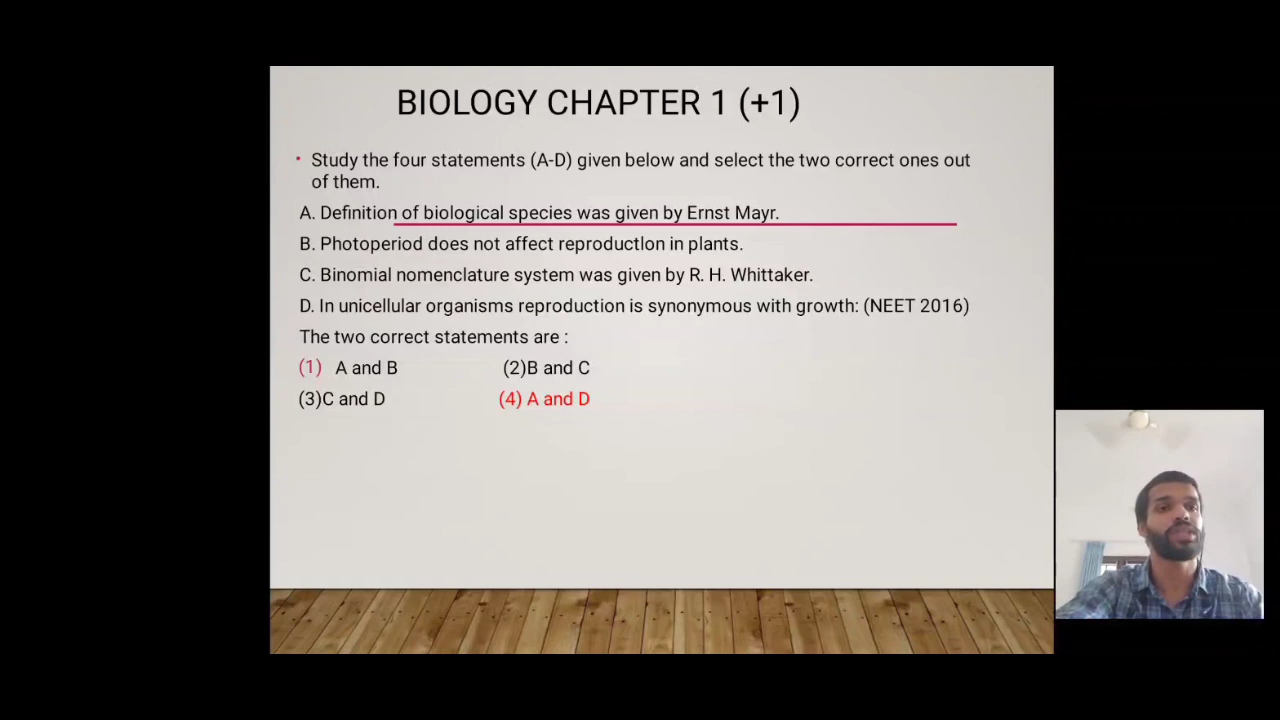 BIOLOGY CHAPTER 1 (+1)
• Study the four statements (A-D) given below and select the two correct ones out
of them.
A. Definition of biological species was given by Ernst Mayr.
B. Photoperiod does not affect reproductlon in plants.
C. Binomial nomenclature system was given by R. H. Whittaker.
D. In unicellular organisms reproduction is synonymous with growth: (NEET 2016)
The two correct statements are :
(1) A and B (2)B and C
(3)C and D (4) A and D